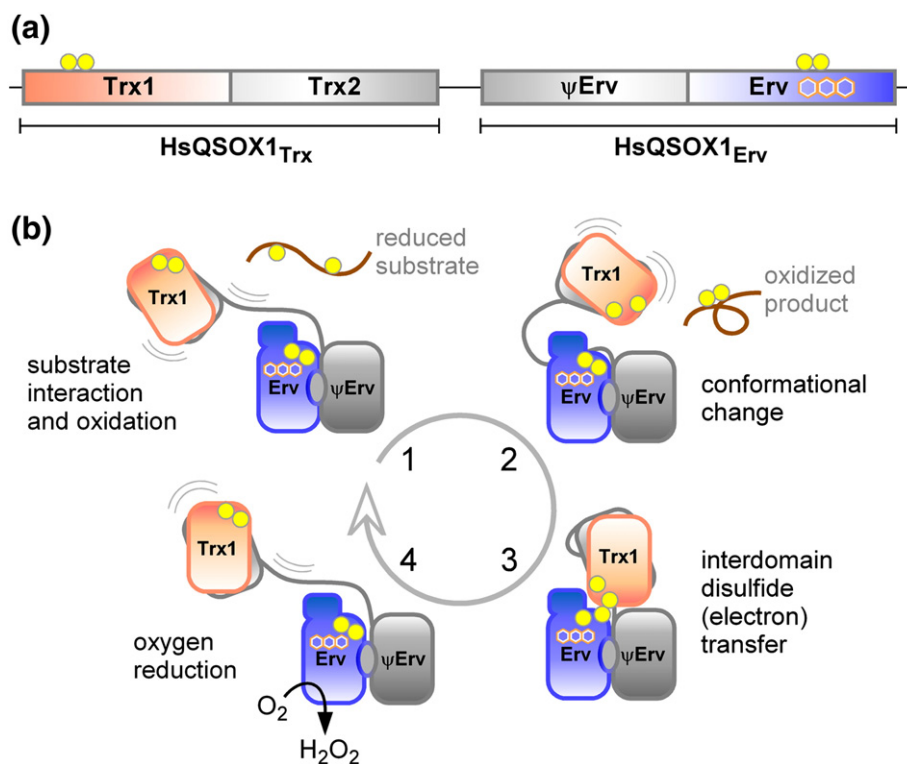 (a)
Trx1 Trx2 ψErv Erv
HsQSOX1Trx HsQSOX1Erv
(b)
reduced
substrate
Trx1
Erv ψErv
substrate
interaction
and oxidation
Trx1
oxidized
product
Erv ψErv
conformational
change
1 2
4 3
Trx1
Erv ψErv
interdomain
disulfide
(electron)
transfer
Trx1
Erv ψErv
oxygen
reduction
O2
H2O2